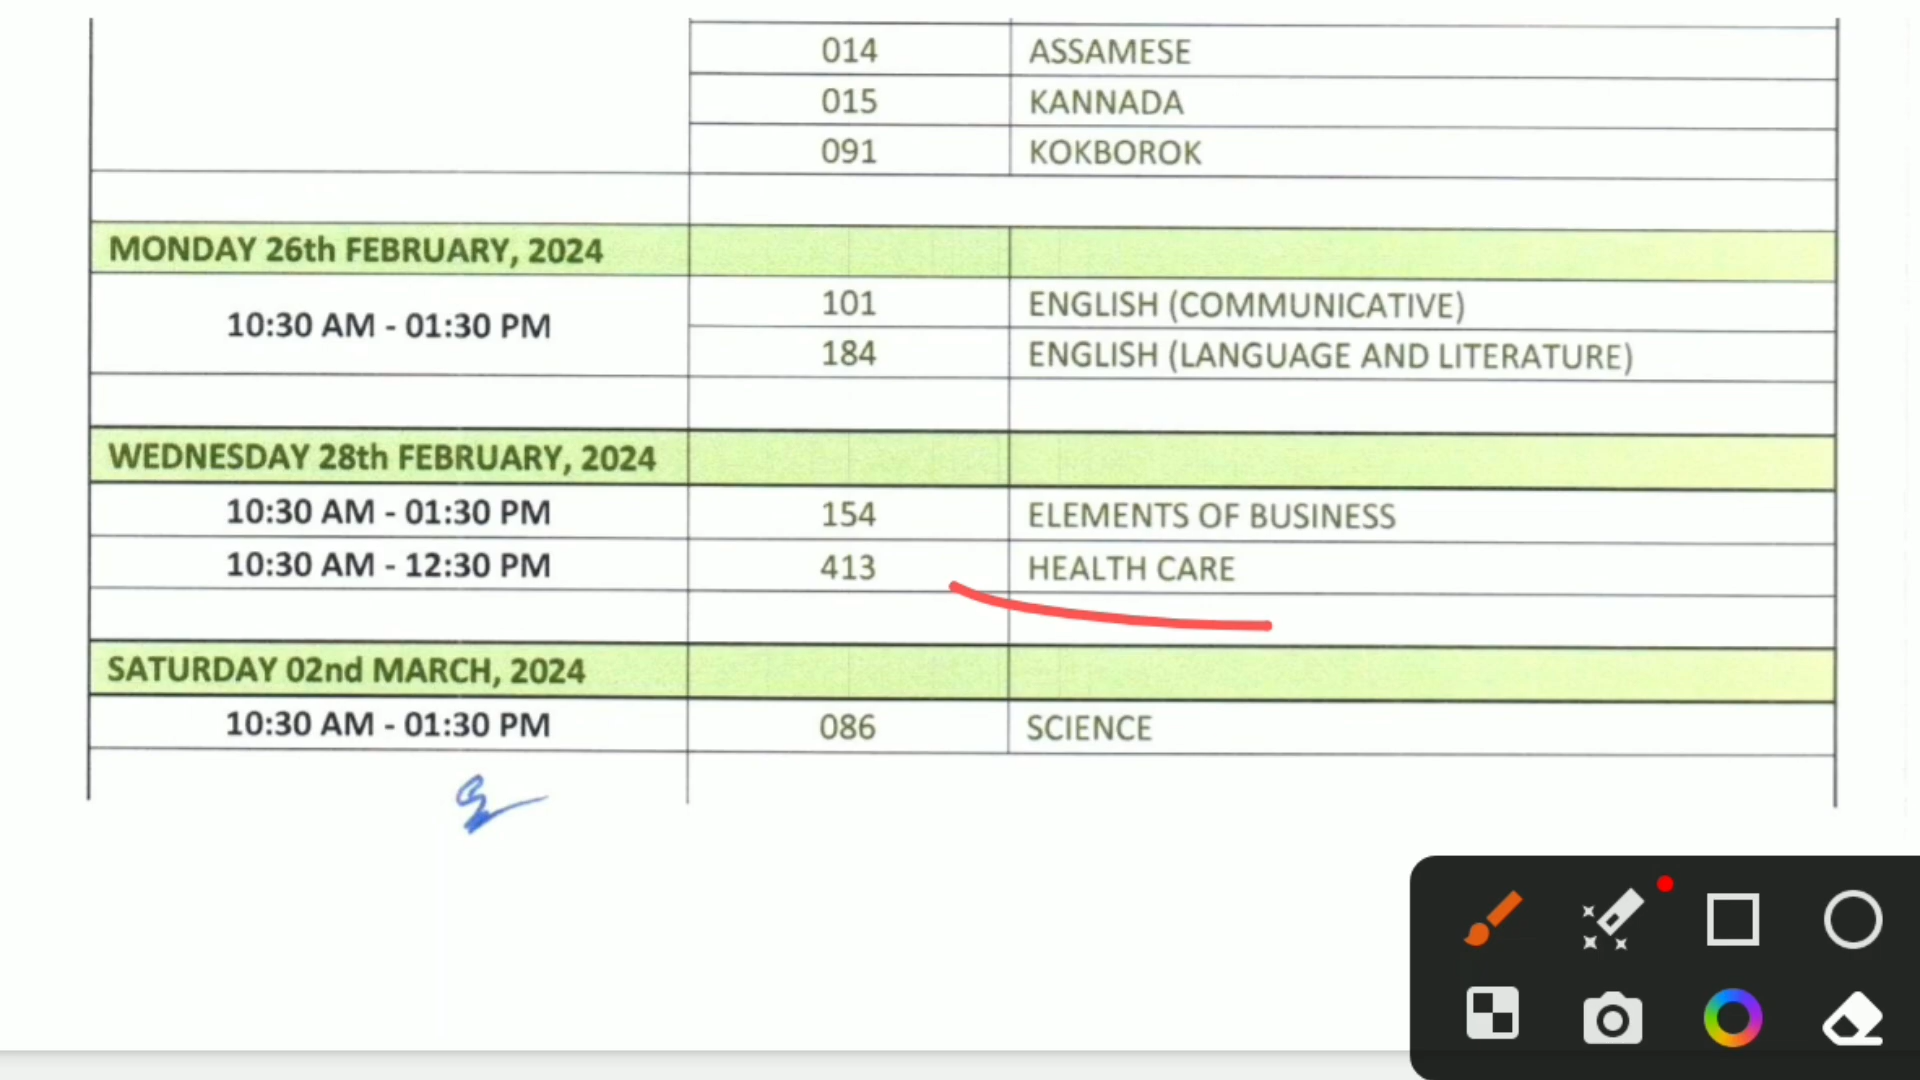 014 ASSAMESE
015 KANNADA
091 KOKBOROK
MONDAY 26th FEBRUARY, 2024
10:30 AM - 01:30 PM
101 ENGLISH (COMMUNICATIVE)
184 ENGLISH (LANGUAGE AND LITERATURE)
WEDNESDAY 28th FEBRUARY, 2024
10:30 AM - 01:30 PM 154 ELEMENTS OF BUSINESS
10:30 AM - 12:30 PM 413 HEALTH CARE
SATURDAY 02nd MARCH, 2024
10:30 AM - 01:30 PM 086 SCIENCE